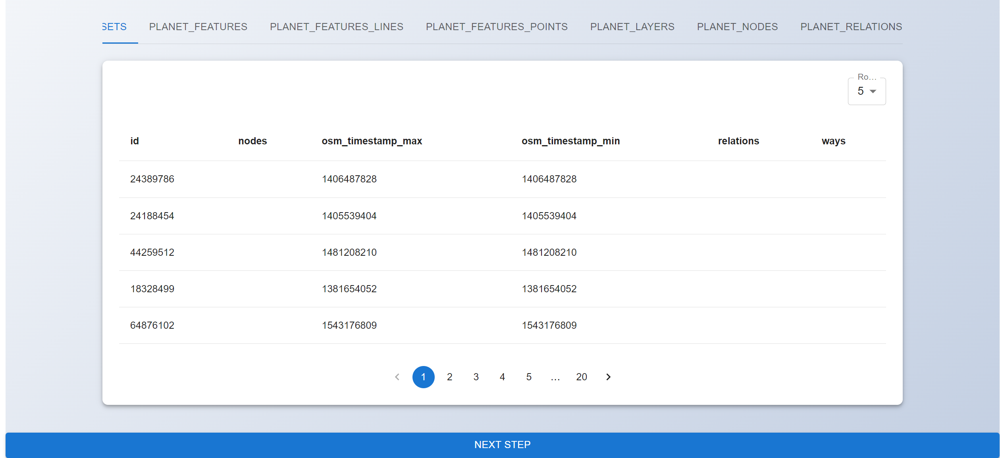 SETS PLANET_FEATURES PLANET_FEATURES_LINES PLANET_FEATURES_POINTS PLANET_LAYERS PLANET_NODES PLANET_RELATIONS
Ro...
5
id nodes osm_timestamp_max osm_timestamp_min relations ways
24389786 1406487828 1406487828
24188454 1405539404 1405539404
44259512 1481208210 1481208210
18328499 1381654052 1381654052
64876102 1543176809 1543176809
1 2 3 4 5 ... 20
NEXT STEP